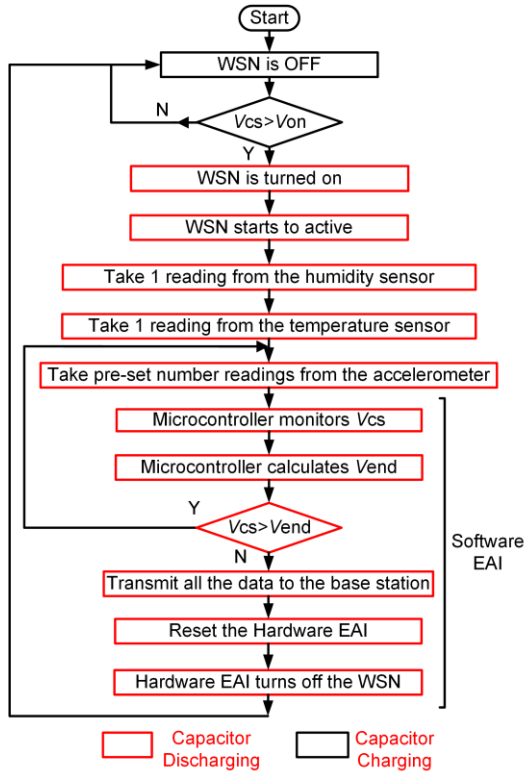 Start
WSN is OFF
N
Vcs>Von
Y
WSN is turned on
WSN starts to active
Take 1 reading from the humidity sensor
Take 1 reading from the temperature sensor
Take pre-set number readings from the accelerometer
Microcontroller monitors Vcs
Microcontroller calculates Vend
Y
Vcs>Vend
N
Software
EAI
Transmit all the data to the base station
Reset the Hardware EAI
Hardware EAI turns off the WSN
Capacitor
Discharging
Capacitor
Charging